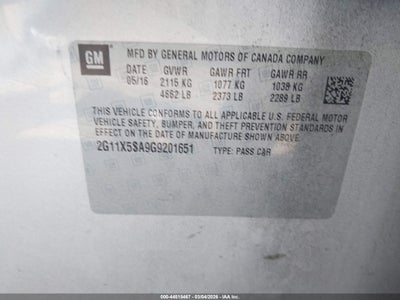 GM
MFD BY GENERAL MOTORS OF CANADA COMPANY
DATE GVWR GAWR FRT GAWR RR
05/16 2115 KG 1077 KG 1038 KG
4662 LB 2373 LB 2289 LB
THIS VEHICLE CONFORMS TO ALL APPLICABLE U.S. FEDERAL MOTOR
VEHICLE SAFETY, BUMPER, AND THEFT PREVENTION STANDARDS IN
EFFECT ON THE DATE OF MANUFACTURE SHOWN ABOVE.
2G11X5SA9G9201651 TYPE: PASS CAR
000-44615467 - 03/04/2026 - IAA Inc.